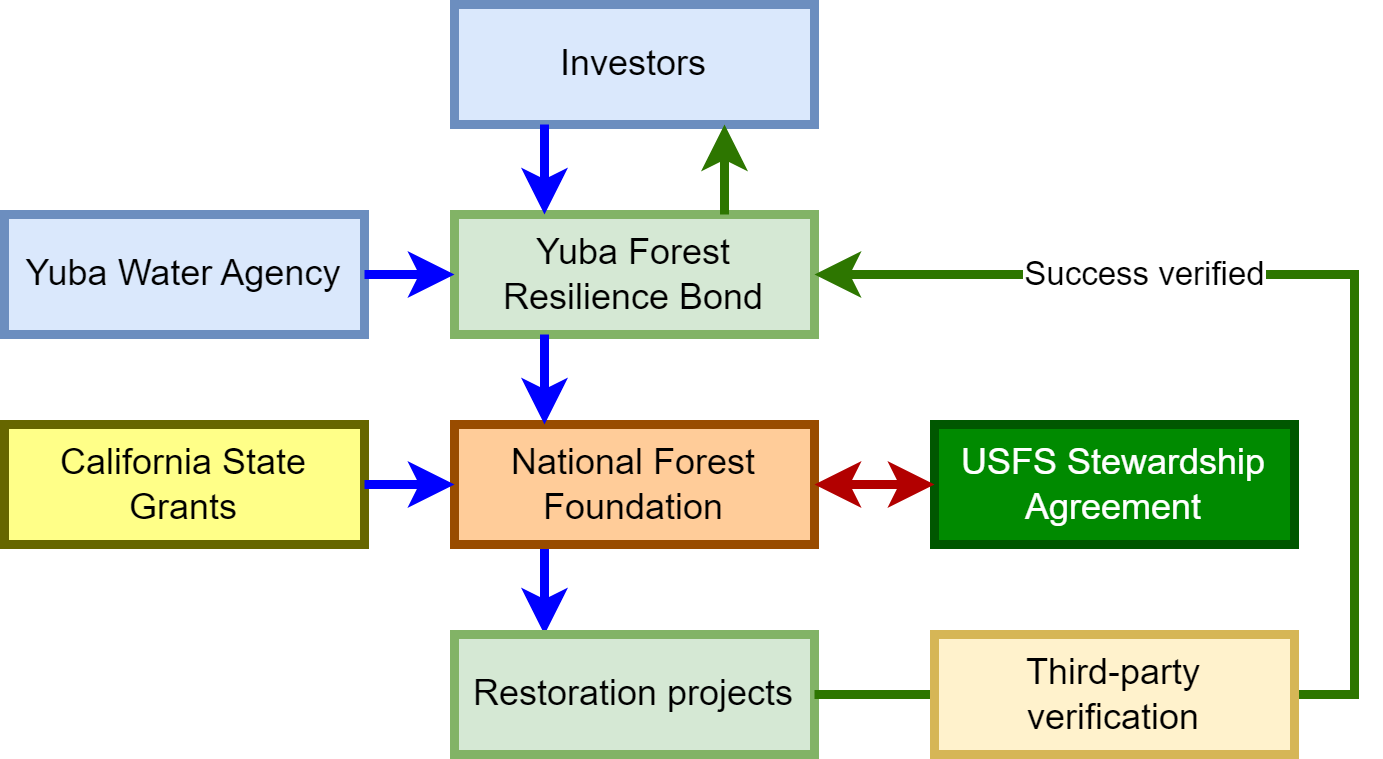 Investors
Yuba Water Agency
Yuba Forest
Resilience Bond
Success verified
California State
Grants
National Forest
Foundation
USFS Stewardship
Agreement
Restoration projects
Third-party
verification